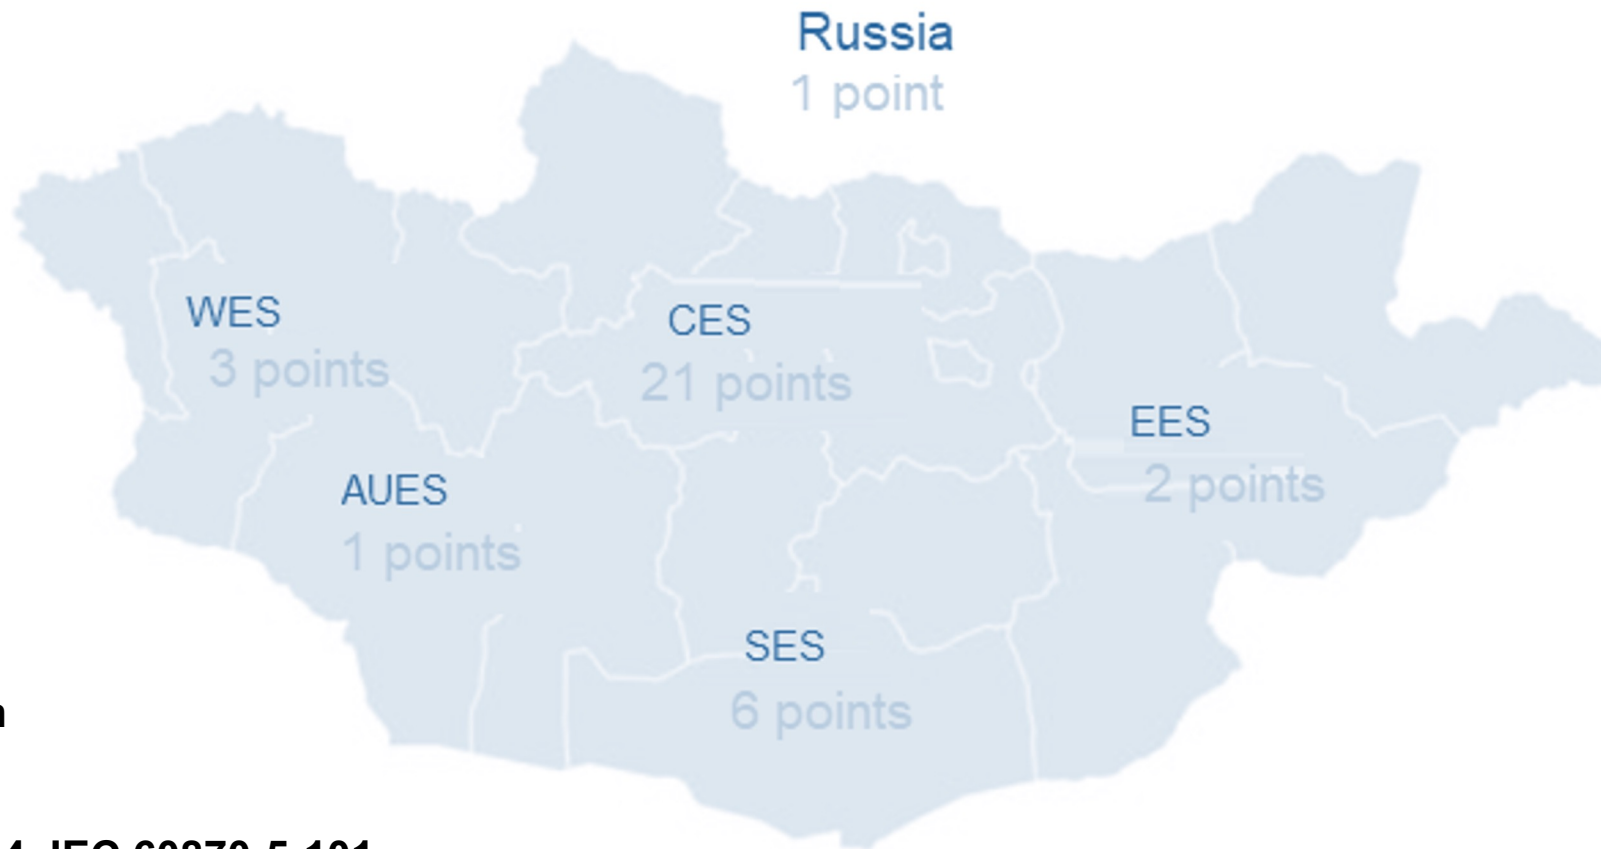 Russia
1 point
WES
3 points
CES
21 points
EES
2 points
AUES
1 points
SES
6 points